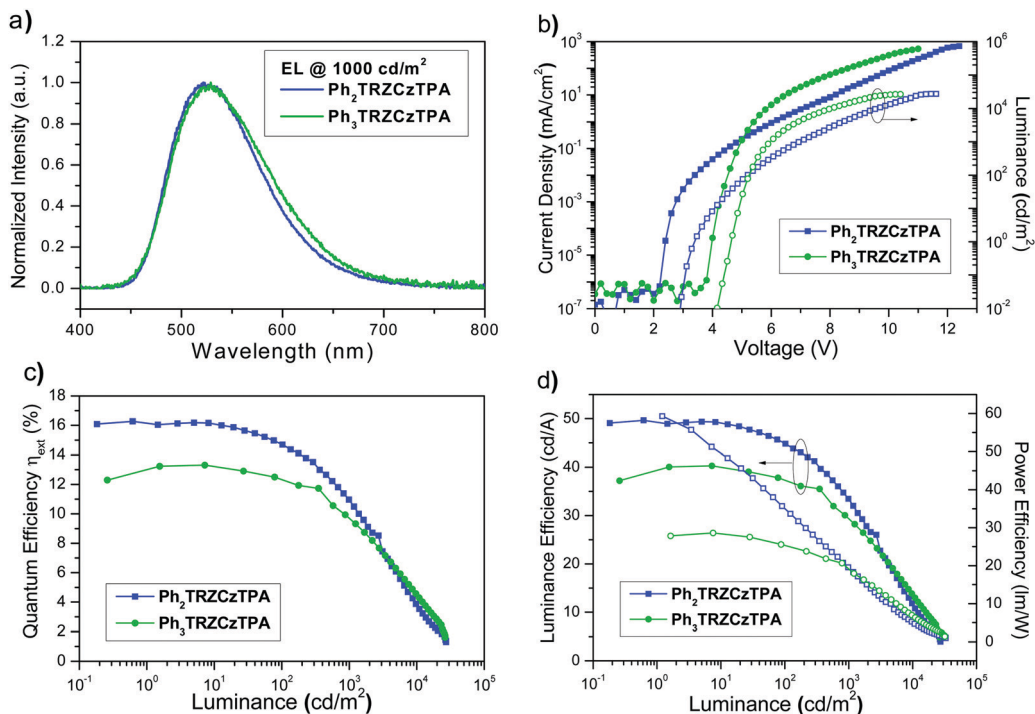 a)
Normalized Intensity (a.u.)
1.2
1.0
0.8
0.6
0.4
0.2
0.0
EL @ 1000 cd/m²
Ph₂TRZCzTPA
Ph₃TRZCzTPA
400 500 600 700 800
Wavelength (nm)
b)
Current Density (mA/cm²)
10³
10¹
10⁻¹
10⁻³
10⁻⁵
10⁻⁶
10⁻⁷
Ph₂TRZCzTPA
Ph₃TRZCzTPA
10⁶
10⁴
10²
10⁰
10⁻²
Luminance (cd/m²)
0 2 4 6 8 10 12
Voltage (V)
c)
Quantum Efficiency ηext (%)
18
16
14
12
10
8
6
4
2
0
Ph₂TRZCzTPA
Ph₃TRZCzTPA
10⁻¹ 10⁰ 10¹ 10² 10³ 10⁴ 10⁵
Luminance (cd/m²)
d)
Luminance Efficiency (cd/A)
50
40
30
20
10
0
Ph₂TRZCzTPA
Ph₃TRZCzTPA
60
50
40
30
20
10
0
Power Efficiency (lm/W)
10⁻¹ 10⁰ 10¹ 10² 10³ 10⁴ 10⁵
Luminance (cd/m²)